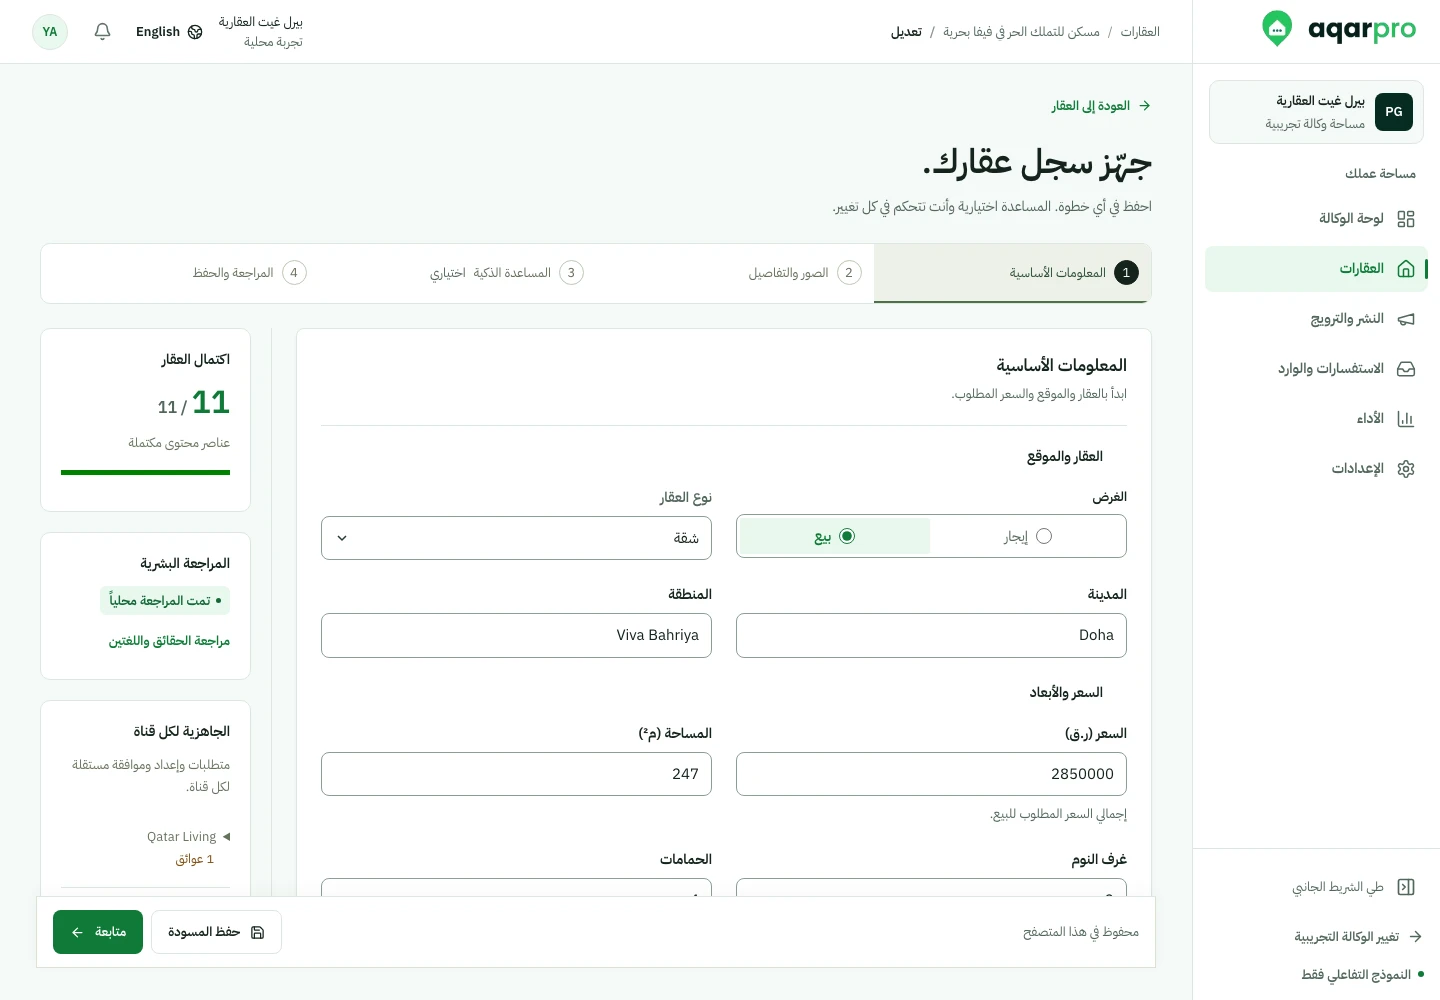 aqarpro
العقارات / مسكن للتملك الحر في فيفا بحرية / تعديل
بيرل غيت العقارية
تجربة محلية
English
YA
PG
بيرل غيت العقارية
مساحة وكالة تجريبية
مساحة عملك
لوحة الوكالة
العقارات
النشر والترويج
الاستفسارات والوارد
الأداء
الإعدادات
طي الشريط الجانبي
تغيير الوكالة التجريبية
النموذج التفاعلي فقط
العودة إلى العقار
جهّز سجل عقارك.
احفظ في أي خطوة. المساعدة اختيارية وأنت تتحكم في كل تغيير.
1 المعلومات الأساسية
2 الصور والتفاصيل
3 المساعدة الذكية اختياري
4 المراجعة والحفظ
المعلومات الأساسية
ابدأ بالعقار والموقع والسعر المطلوب.
العقار والموقع
الغرض
إيجار
بيع
نوع العقار
شقة
المدينة
Doha
المنطقة
Viva Bahriya
السعر والأبعاد
السعر (ر.ق)
2850000
إجمالي السعر المطلوب للبيع.
المساحة (م²)
247
غرف النوم
الحمامات
اكتمال العقار
11 / 11
عناصر محتوى مكتملة
المراجعة البشرية
• تمت المراجعة محلياً
مراجعة الحقائق واللغتين
الجاهزية لكل قناة
متطلبات وإعداد وموافقة مستقلة
لكل قناة.
Qatar Living
1 عوائق
محفوظ في هذا المتصفح
حفظ المسودة
متابعة